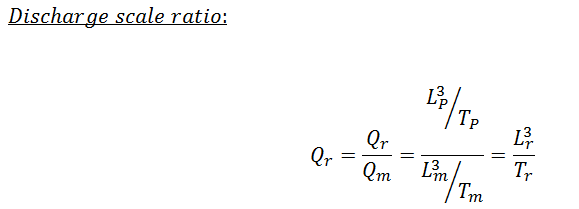 Discharge scale ratio:
Q_r = Q_r / Q_m = (L_P^3 / T_P) / (L_m^3 / T_m) = L_r^3 / T_r